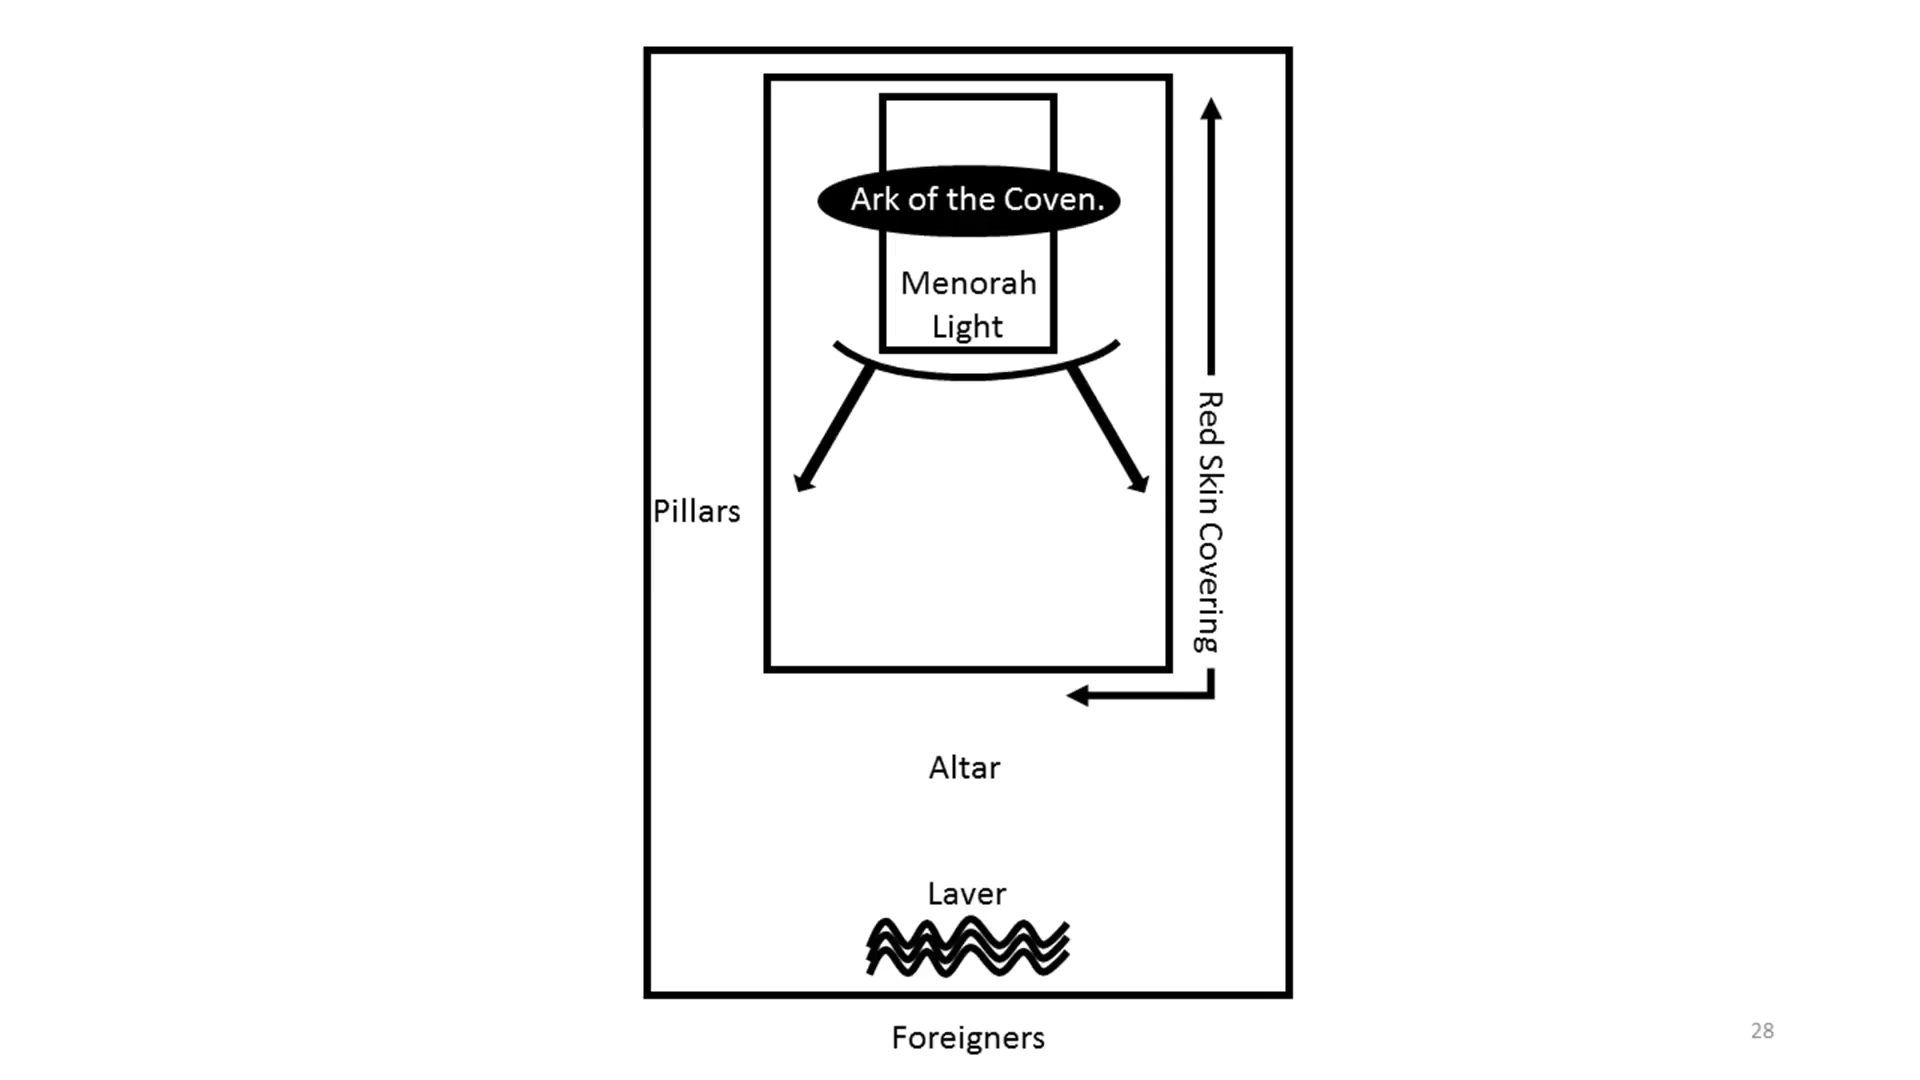 Ark of the Coven.
Menorah
Light
Red Skin Covering
Pillars
Altar
Laver
Foreigners
28